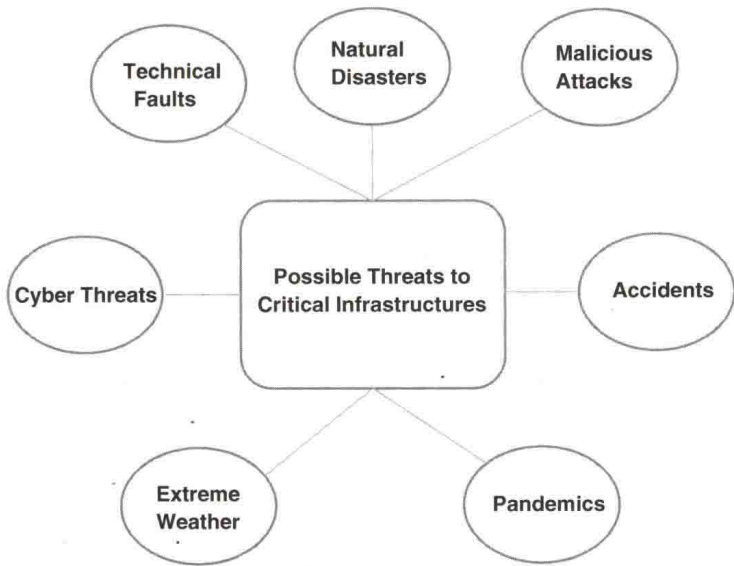 Technical
Faults
Natural
Disasters
Malicious
Attacks
Cyber Threats
Possible Threats to
Critical Infrastructures
Accidents
Extreme
Weather
Pandemics